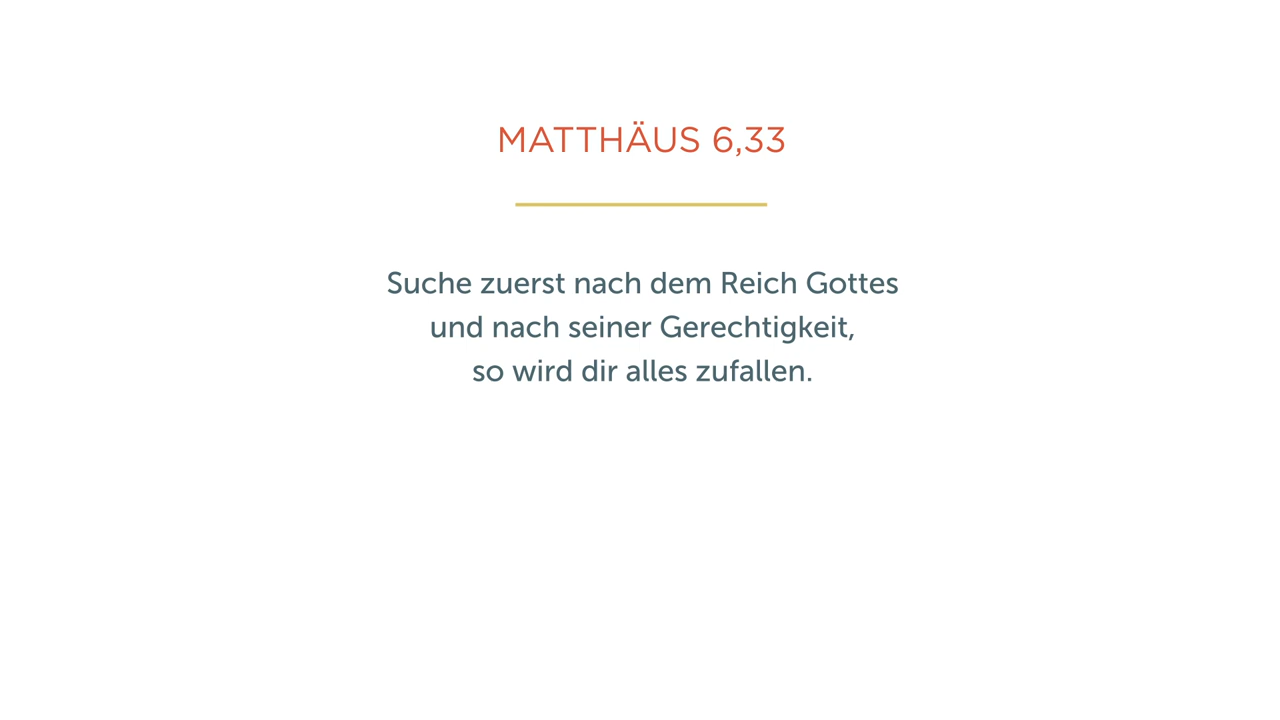 MATTHÄUS 6,33
Suche zuerst nach dem Reich Gottes
und nach seiner Gerechtigkeit,
so wird dir alles zufallen.